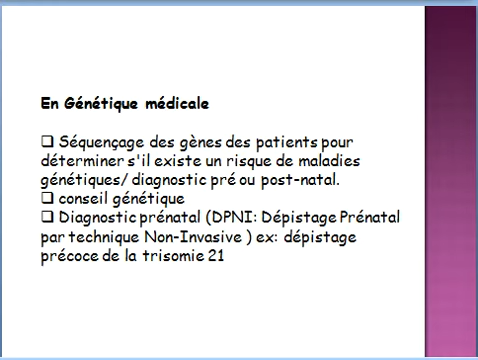 En Génétique médicale
❑ Séquençage des gènes des patients pour
déterminer s'il existe un risque de maladies
génétiques/ diagnostic pré ou post-natal.
❑ conseil génétique
❑ Diagnostic prénatal (DPNI: Dépistage Prénatal
par technique Non-Invasive ) ex: dépistage
précoce de la trisomie 21